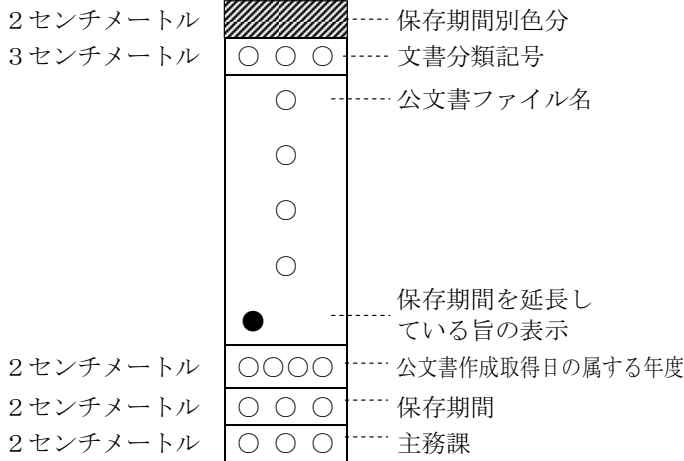 2センチメートル 保存期間別色分
3センチメートル ○ ○ ○ 文書分類記号
○ 公文書ファイル名
○
○
○
保存期間を延長し
● ている旨の表示
2センチメートル ○○○○ 公文書作成取得日の属する年度
2センチメートル ○ ○ ○ 保存期間
2センチメートル ○ ○ ○ 主務課